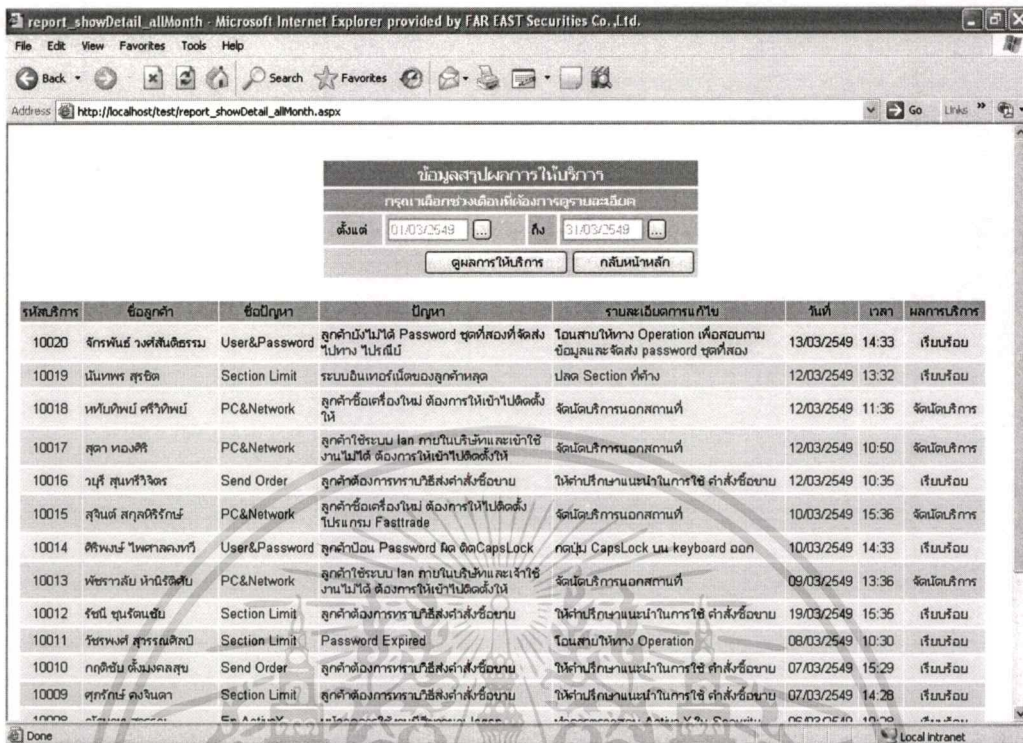 report_showDetail_allMonth - Microsoft Internet Explorer provided by FAR EAST Securities Co.,Ltd.
File Edit View Favorites Tools Help
Back Search Favorites
Address http://localhost/test/report_showDetail_allMonth.aspx Go Links »
ข้อมูลสรุปผลการให้บริการ
กรุณาเลือกช่วงเดือนที่ต้องการดูรายละเอียด
ตั้งแต่ 01/03/2549 ... ถึง 31/03/2549 ...
ดูผลการให้บริการ กลับหน้าหลัก
รหัสบริการ ชื่อลูกค้า ชื่อปัญหา ปัญหา รายละเอียดการแก้ไข วันที่ เวลา ผลการบริการ
10020 จักรพันธ์ วงศ์สันติธรรม User&Password ลูกค้ายังไม่ได้ Password ชุดที่สองที่จัดส่งไปทาง ไปรณีย์ โอนสายให้ทาง Operation เพื่อสอบถามข้อมูลและจัดส่ง password ชุดที่สอง 13/03/2549 14:33 เรียบร้อย
10019 นันทพร สุรชิต Section Limit ระบบอินเทอร์เน็ตของลูกค้าหลุด ปลด Section ที่ค้าง 12/03/2549 13:32 เรียบร้อย
10018 หทับทิพย์ ศรีวิทิพย์ PC&Network ลูกค้าซื้อเครื่องใหม่ ต้องการให้เข้าไปติดตั้งให้ จัดนัดบริการนอกสถานที่ 12/03/2549 11:36 จัดนัดบริการ
10017 สุดา ทองศิริ PC&Network ลูกค้าใช้ระบบ lan ภายในบริษัทและเข้าใช้งานไม่ได้ ต้องการให้เข้าไปติดตั้งให้ จัดนัดบริการนอกสถานที่ 12/03/2549 10:50 จัดนัดบริการ
10016 วบุรี สุนทรีวิจิตร Send Order ลูกค้าต้องการทราบวิธีส่งคำสั่งซื้อขาย ให้คำปรึกษาแนะนำในการใช้ คำสั่งซื้อขาย 12/03/2549 10:35 เรียบร้อย
10015 สุจินต์ สกุลหิรัรักษ์ PC&Network ลูกค้าซื้อเครื่องใหม่ ต้องการให้ไปติดตั้งโปรแกรม Fasttrade จัดนัดบริการนอกสถานที่ 10/03/2549 15:36 จัดนัดบริการ
10014 ศิริพงษ์ ไพศาลดงทวี User&Password ลูกค้าป้อน Password ผิด ติดCapsLock กดปุ่ม CapsLock บน keyboard ออก 10/03/2549 14:33 เรียบร้อย
10013 พัชราวลัย PC&Network ลูกค้าใช้ระบบ lan ภายในบริษัทและเจ้าใช้งานไม่ได้ ต้องการให้เข้าไปติดตั้งให้ จัดนัดบริการนอกสถานที่ 09/03/2549 13:36 จัดนัดบริการ
10012 รัชนี ขุนรัตนชัย Section Limit ลูกค้าต้องการทราบวิธีส่งคำสั่งซื้อขาย ให้คำปรึกษาแนะนำในการใช้ คำสั่งซื้อขาย 19/03/2549 15:35 เรียบร้อย
10011 วัชรพงศ์ สุวรรณศิลป์ Section Limit Password Expired โอนสายให้ทาง Operation 08/03/2549 10:30 เรียบร้อย
10010 กฤติชัย ตั้งมงคลสุข Send Order ลูกค้าต้องการทราบวิธีส่งคำสั่งซื้อขาย ให้คำปรึกษาแนะนำในการใช้ คำสั่งซื้อขาย 07/03/2549 15:29 เรียบร้อย
10009 ศุภรักษ์ คงจินดา Section Limit ลูกค้าต้องการทราบวิธีส่งคำสั่งซื้อขาย ให้คำปรึกษาแนะนำในการใช้ คำสั่งซื้อขาย 07/03/2549 14:28 เรียบร้อย
Done Local intranet